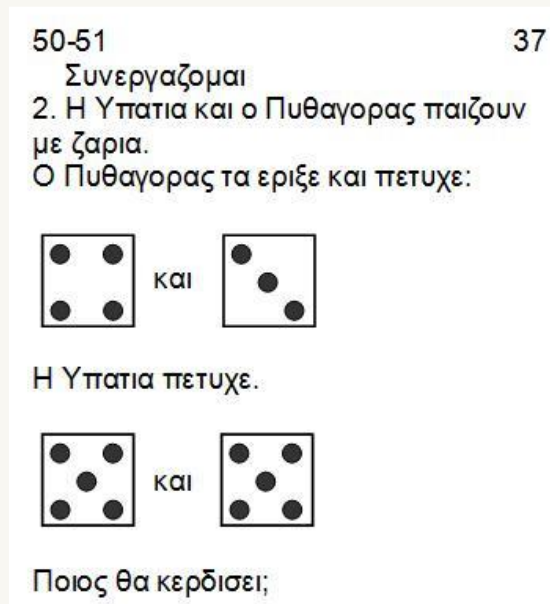 50-51 37
Συνεργαζομαι
2. Η Υπατια και ο Πυθαγορας παιζουν
με ζαρια.
Ο Πυθαγορας τα εριξε και πετυχε:
και
Η Υπατια πετυχε.
και
Ποιος θα κερδισει;